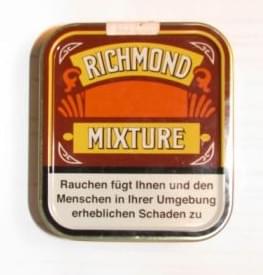 RICHMOND
MIXTURE
Rauchen fügt Ihnen und den
Menschen in Ihrer Umgebung
erheblichen Schaden zu